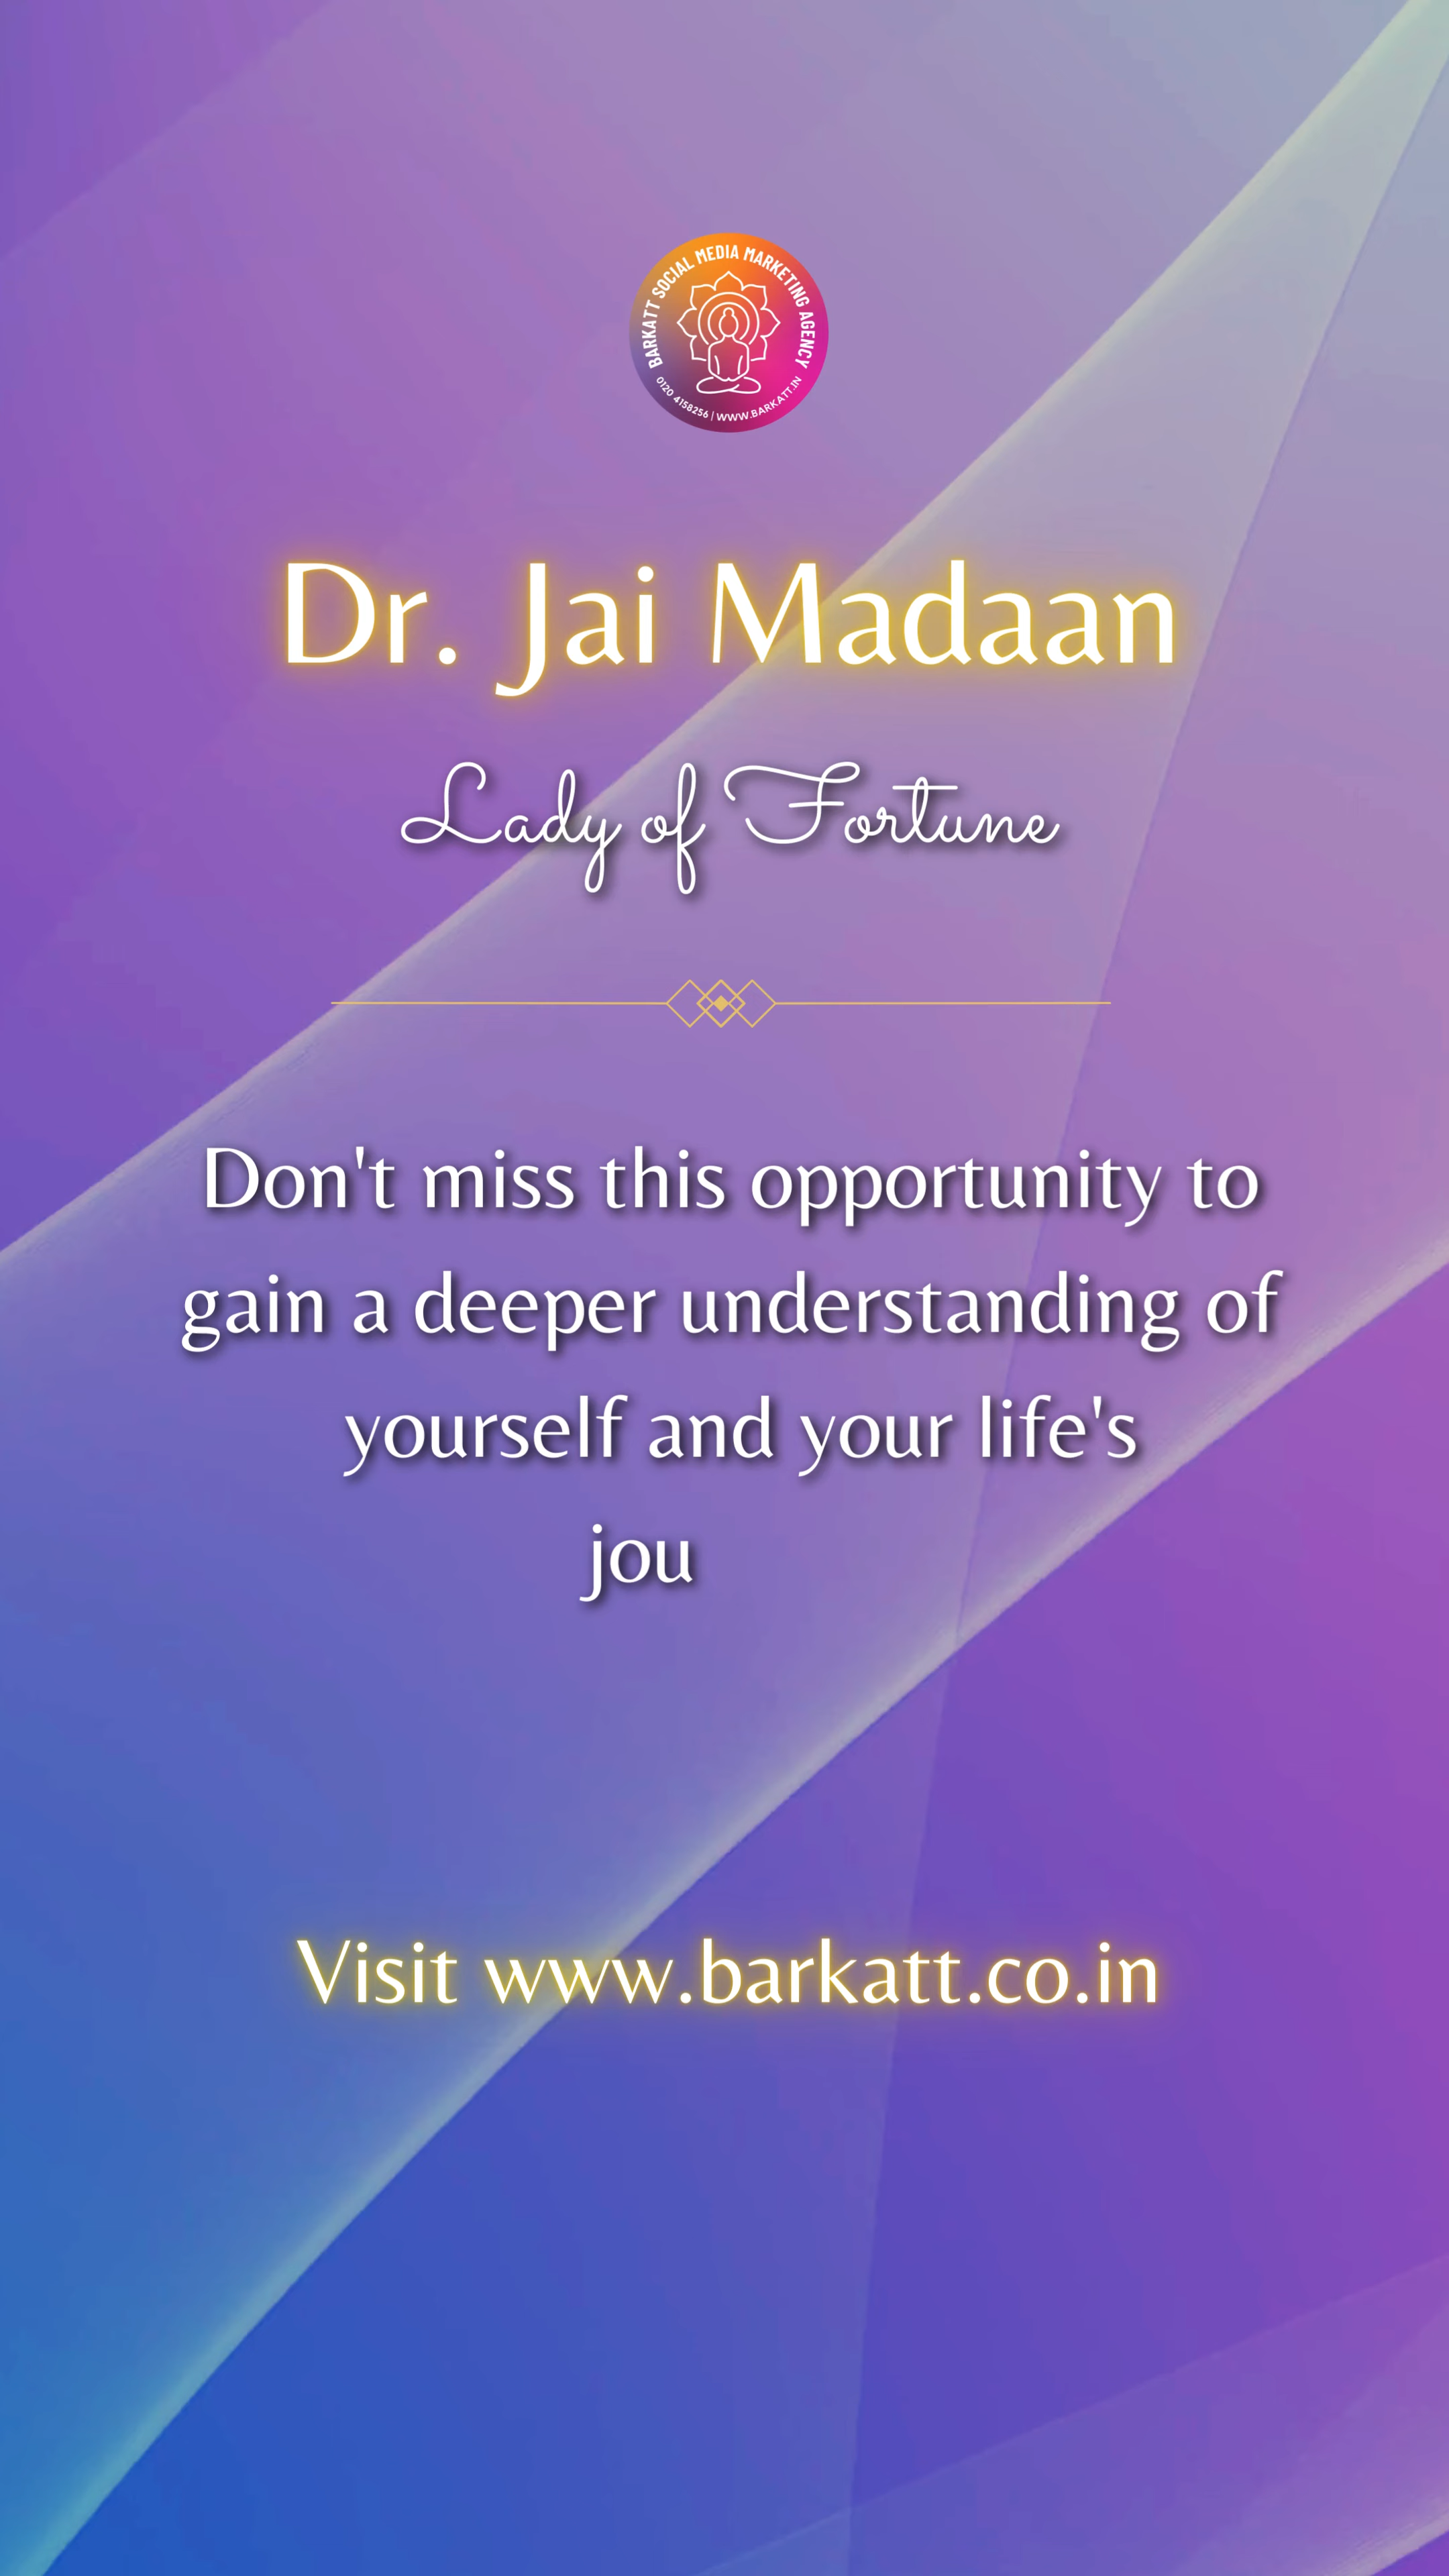 BARKATT SOCIAL MEDIA MARKETING AGENCY
0120 4158256 | WWW.BARKATT.IN
Dr. Jai Madaan
Lady of Fortune
Don't miss this opportunity to
gain a deeper understanding of
yourself and your life's
jou
Visit www.barkatt.co.in